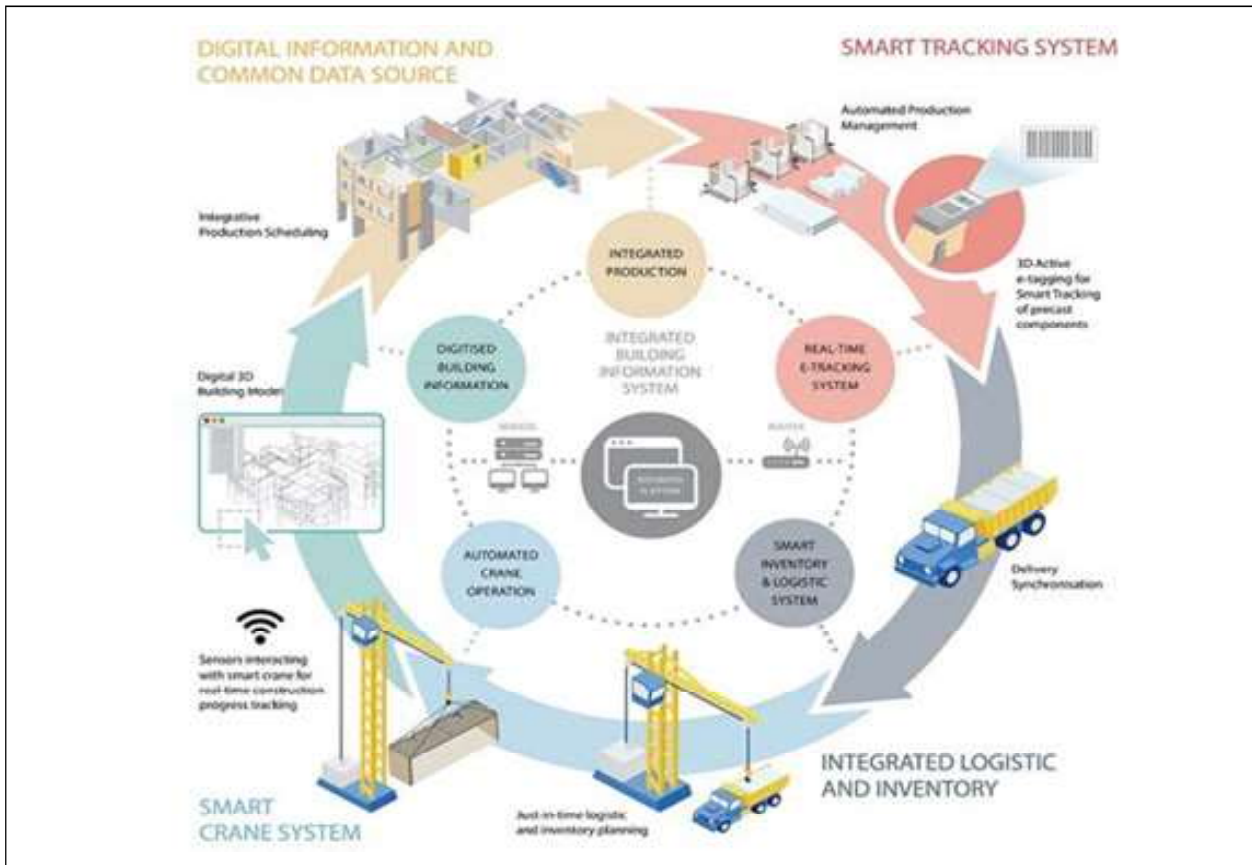 DIGITAL INFORMATION AND
COMMON DATA SOURCE
SMART TRACKING SYSTEM
Automated Production
Management
Integrative
Production Scheduling
INTEGRATED
PRODUCTION
3D Active
e-tagging for
Smart Tracking
of precast
components
DIGITISED
BUILDING
INFORMATION
INTEGRATED
BUILDING
INFORMATION
SYSTEM
REAL-TIME
E-TRACKING
SYSTEM
Digital 3D
Building Model
ROUTER
AUTOMATED
CRANE
OPERATION
SMART
INVENTORY
& LOGISTIC
SYSTEM
Delivery
Synchronisation
Sensors interacting
with smart crane for
real-time construction
progress tracking
INTEGRATED LOGISTIC
AND INVENTORY
SMART
CRANE SYSTEM
Just-in-time logistic
and inventory planning